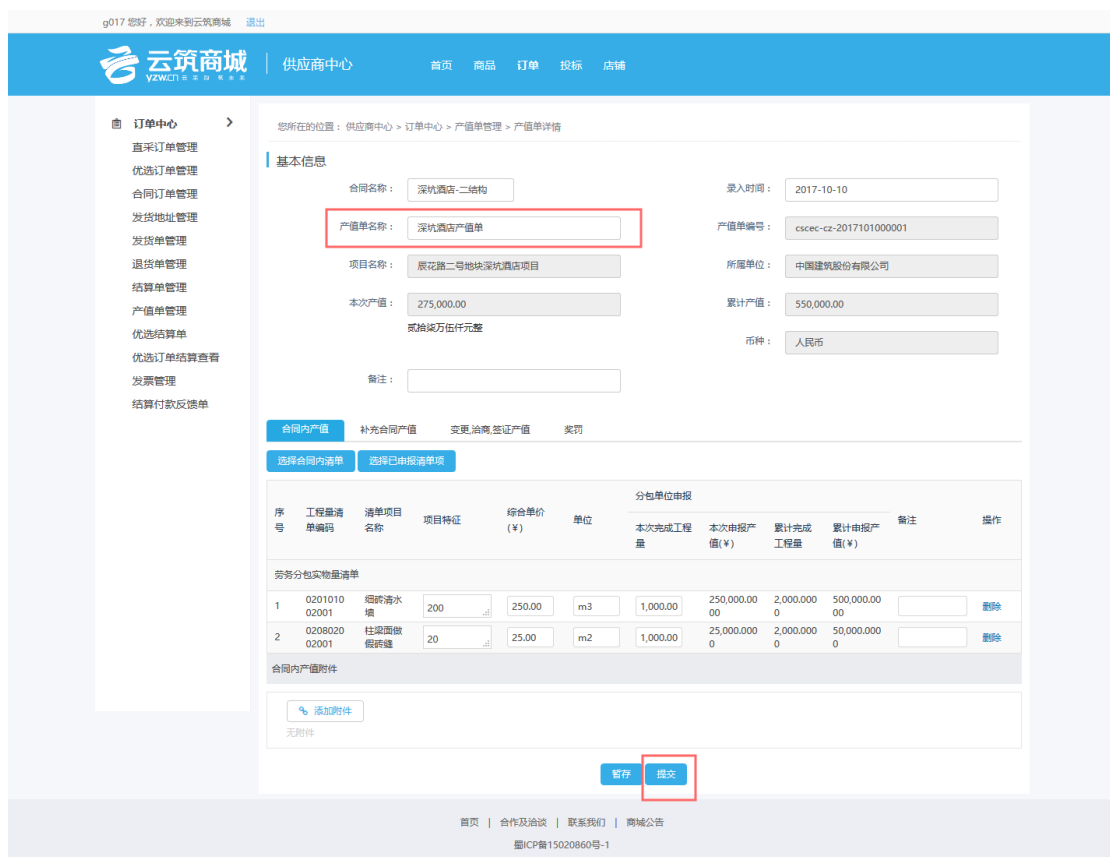 g017 您好，欢迎来到云筑商城 退出
云筑商城 供应商中心 首页 商品 订单 投标 店铺
yzw.cn
订单中心
直采订单管理
优选订单管理
合同订单管理
发货地址管理
发货单管理
退货单管理
结算单管理
产值单管理
优选结算单
优选订单结算查看
发票管理
结算付款反馈单
您所在的位置： 供应商中心 > 订单中心 > 产值单管理 > 产值单详情
基本信息
合同名称： 深坑酒店-二结构 录入时间： 2017-10-10
产值单名称： 深坑酒店产值单 产值单编号： cscec-cz-2017101000001
项目名称： 辰花路二号地块深坑酒店项目 所属单位： 中国建筑股份有限公司
本次产值： 275,000.00 累计产值： 550,000.00
贰拾柒万伍仟元整
币种： 人民币
备注：
合同内产值 补充合同产值 变更,洽商,签证产值 奖罚
选择合同内清单 选择已申报清单项
序号 工程量清单编码 清单项目名称 项目特征 综合单价(¥) 单位 分包单位申报 备注 操作
本次完成工程量 本次申报产值(¥) 累计完成工程量 累计申报产值(¥)
劳务分包实物量清单
1 020101002001 细砖清水墙 200 250.00 m3 1,000.00 250,000.0000 2,000.0000 500,000.0000 删除
2 020802002001 柱梁面做假砖缝 20 25.00 m2 1,000.00 25,000.0000 2,000.0000 50,000.0000 删除
合同内产值附件
添加附件
无附件
暂存 提交
首页 | 合作及洽谈 | 联系我们 | 商城公告
蜀ICP备15020860号-1